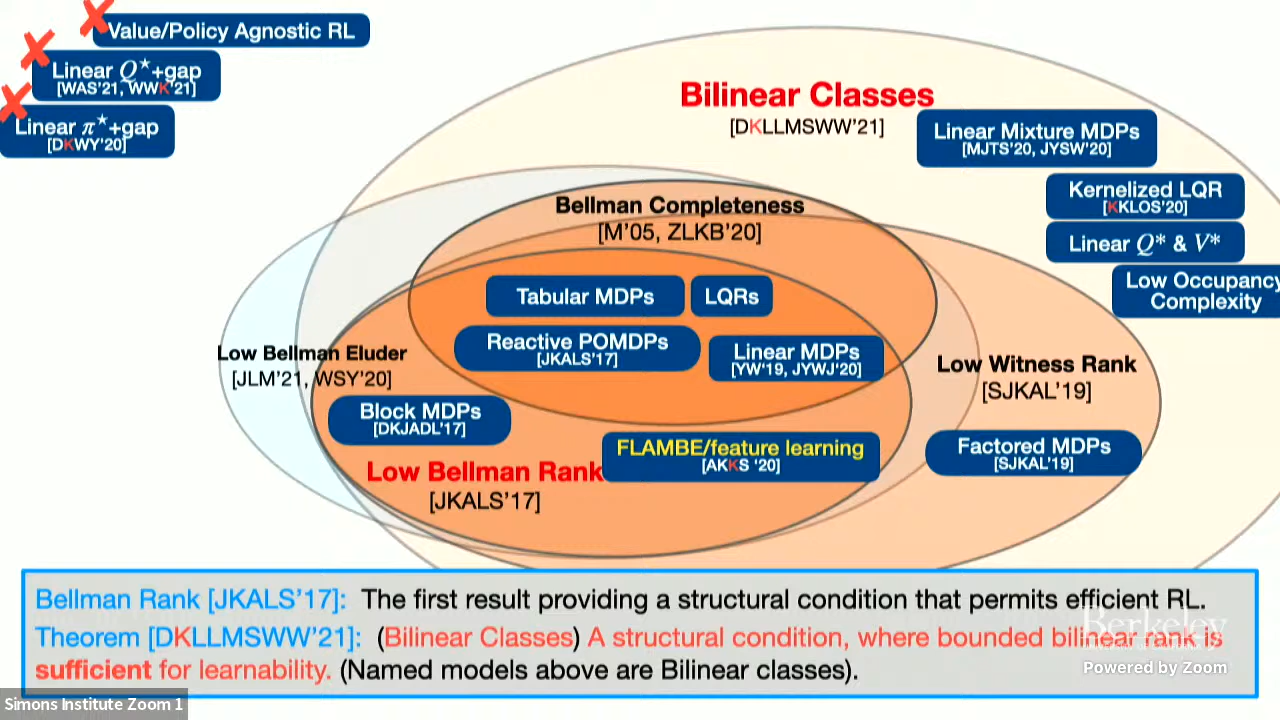 Value/Policy Agnostic RL
Linear Q*+gap
[WAS'21, WWK'21]
Linear π*+gap
[DKWY'20]
Bilinear Classes
[DKLLMSWW'21]
Linear Mixture MDPs
[MJTS'20, JYSW'20]
Kernelized LQR
[KKLOS'20]
Linear Q* & V*
Low Occupancy
Complexity
Bellman Completeness
[M'05, ZLKB'20]
Tabular MDPs
LQRs
Reactive POMDPs
[JKALS'17]
Linear MDPs
[YW'19, JYWJ'20]
Low Bellman Eluder
[JLM'21, WSY'20]
Low Witness Rank
[SJKAL'19]
Block MDPs
[DKJADL'17]
FLAMBE/feature learning
[AKKS '20]
Factored MDPs
[SJKAL'19]
Low Bellman Rank
[JKALS'17]
Bellman Rank [JKALS'17]: The first result providing a structural condition that permits efficient RL.
Theorem [DKLLMSWW'21]: (Bilinear Classes) A structural condition, where bounded bilinear rank is
sufficient for learnability. (Named models above are Bilinear classes).
Berkeley
Powered by Zoom
Simons Institute Zoom 1